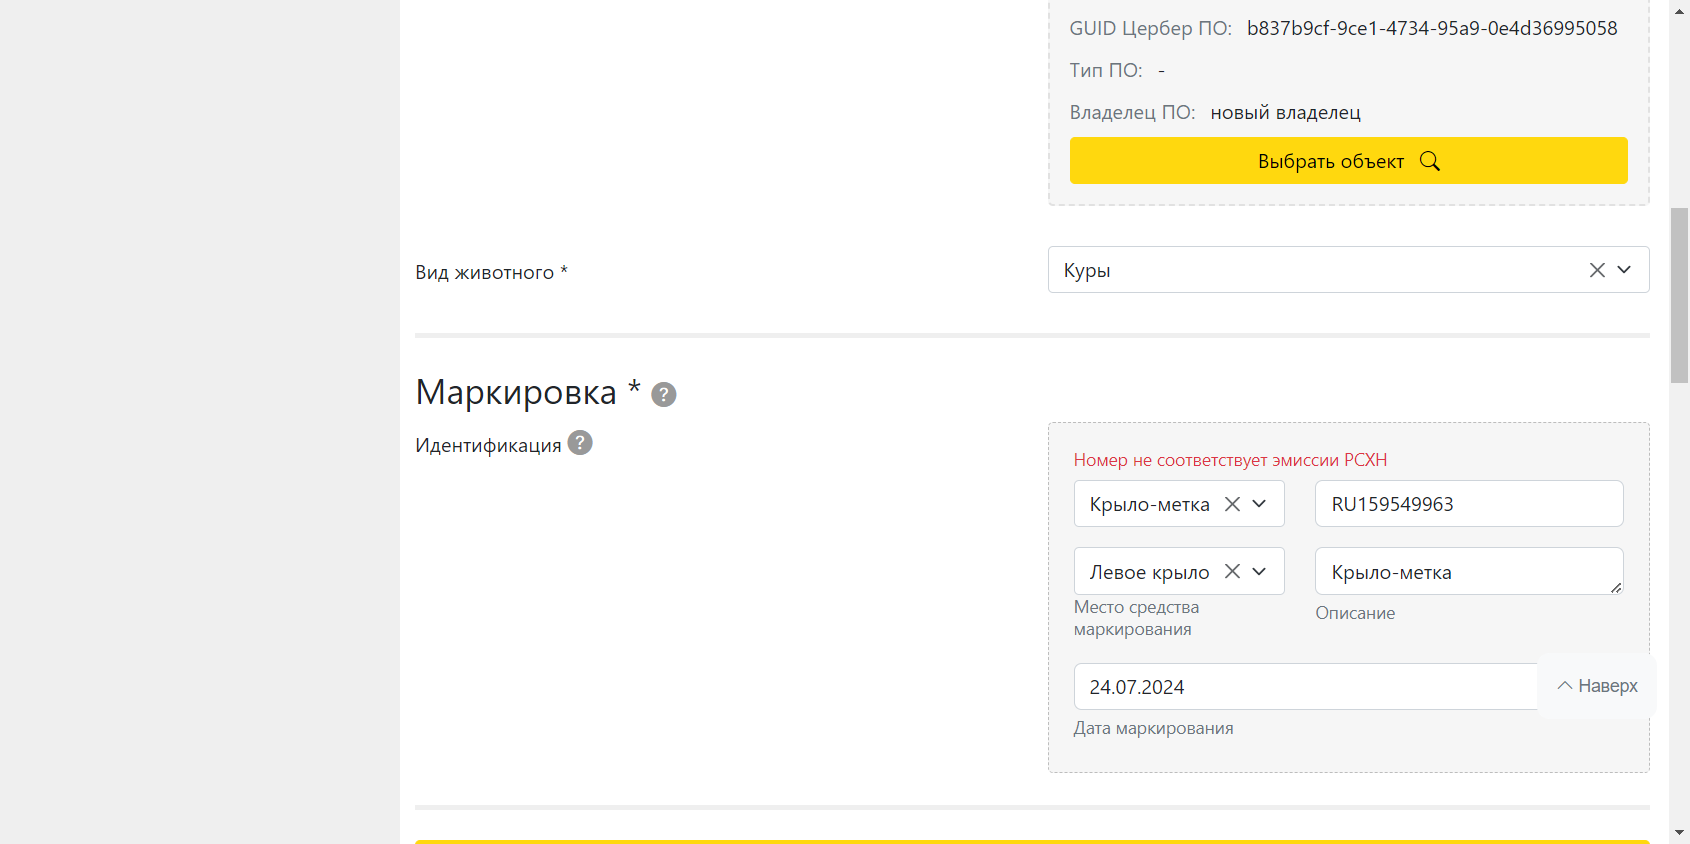 GUID Цербер ПО: b837b9cf-9ce1-4734-95a9-0e4d36995058
Тип ПО: -
Владелец ПО: новый владелец
Выбрать объект
Вид животного *
Куры
Маркировка * ?
Идентификация ?
Номер не соответствует эмиссии РСХН
Крыло-метка
RU159549963
Левое крыло
Крыло-метка
Место средства
маркирования
Описание
24.07.2024
Наверх
Дата маркирования